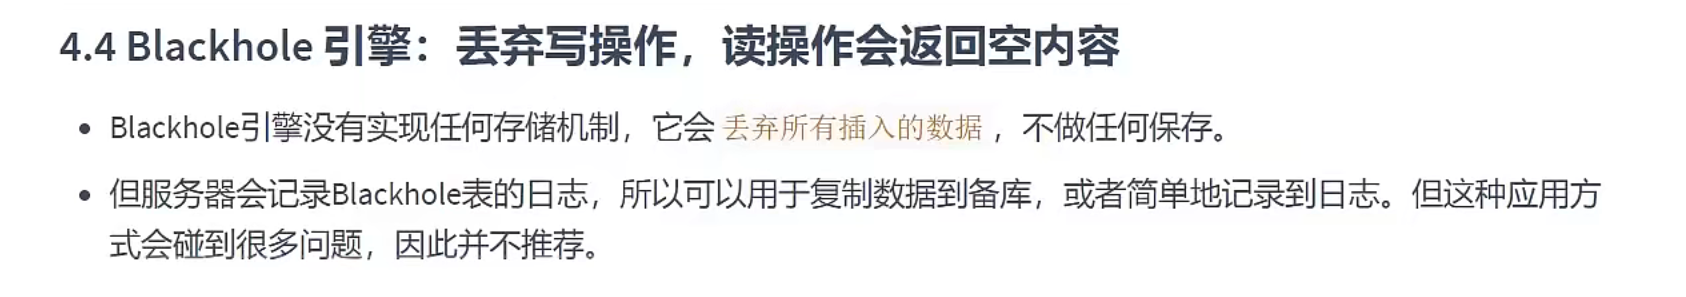 4.4 Blackhole 引擎：丢弃写操作，读操作会返回空内容
Blackhole引擎没有实现任何存储机制，它会 丢弃所有插入的数据 ，不做任何保存。
但服务器会记录Blackhole表的日志，所以可以用于复制数据到备库，或者简单地记录到日志。但这种应用方
式会碰到很多问题，因此并不推荐。